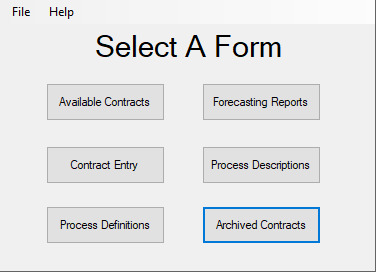 File Help
Select A Form
Available Contracts Forecasting Reports
Contract Entry Process Descriptions
Process Definitions Archived Contracts